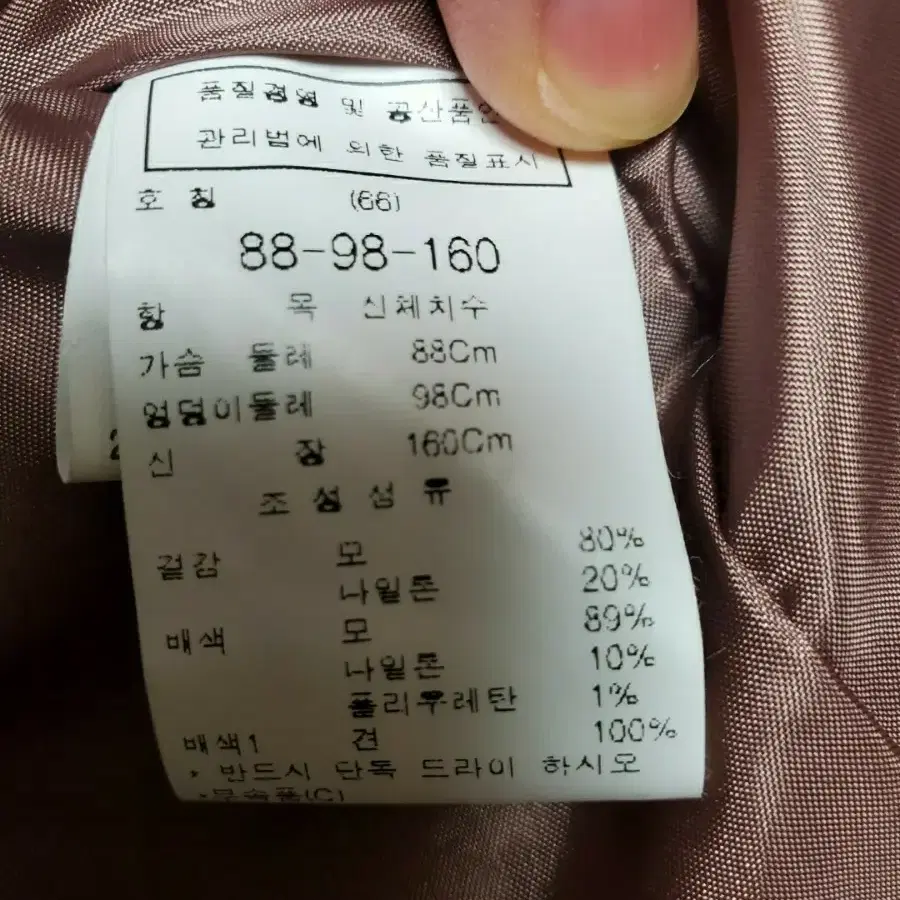 품질경영 및 공산품안
관리법에 의한 품질표시
호 칭 (66)
88-98-160
항 목 신체치수
가슴 둘레 88Cm
엉덩이둘레 98Cm
신 장 160Cm
조 성 섬 유
겉감 모 80%
나일론 20%
배색 모 89%
나일론 10%
폴리우레탄 1%
배색1 견 100%
* 반드시 단독 드라이 하시오
*부속품(C)
2